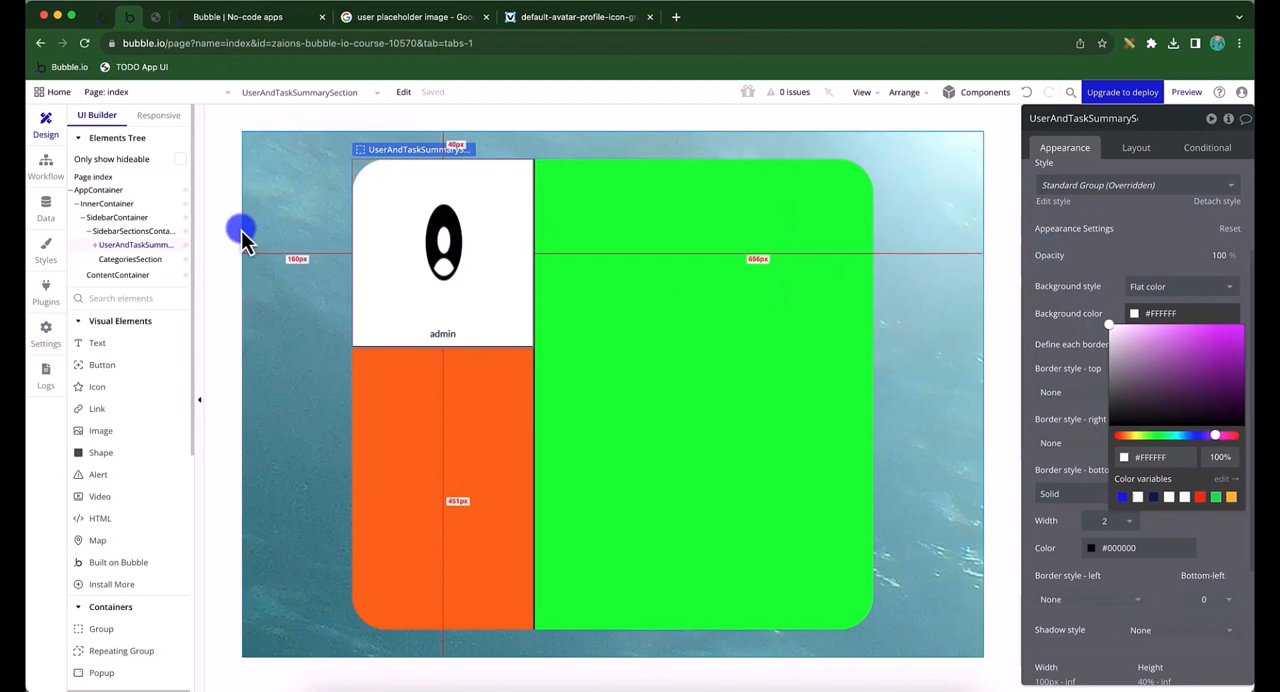 Bubble | No-code apps
user placeholder image - Goo
default-avatar-profile-icon-gr
bubble.io/page?name=index&id=zaions-bubble-io-course-10570&tab=tabs-1
Bubble.io
TODO App UI
Home
Page: index
UserAndTaskSummarySection
Edit
Saved
0 issues
View
Arrange
Components
Upgrade to deploy
Preview
Design
Workflow
Data
Styles
Plugins
Settings
Logs
UI Builder
Responsive
Elements Tree
Only show hideable
Page index
AppContainer
InnerContainer
SidebarContainer
SidebarSectionsConta...
UserAndTaskSumm...
CategoriesSection
ContentContainer
Search elements
Visual Elements
Text
Button
Icon
Link
Image
Shape
Alert
Video
HTML
Map
Built on Bubble
Install More
Containers
Group
Repeating Group
Popup
UserAndTaskSummaryS...
40px
160px
656px
admin
451px
UserAndTaskSummaryS
Appearance
Layout
Conditional
Style
Standard Group (Overridden)
Edit style
Detach style
Appearance Settings
Reset
Opacity
100 %
Background style
Flat color
Background color
#FFFFFF
Define each border
Border style - top
None
Border style - right
None
Border style - botto
Solid
#FFFFFF
100%
Color variables
edit →
Width
2
Color
#000000
Border style - left
Bottom-left
None
0
Shadow style
None
Width
Height
100px - inf
40% - inf